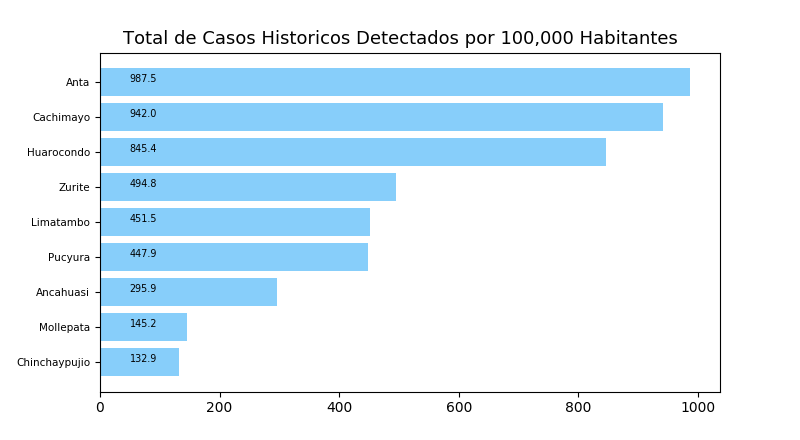 Total de Casos Historicos Detectados por 100,000 Habitantes
Anta 987.5
Cachimayo 942.0
Huarocondo 845.4
Zurite 494.8
Limatambo 451.5
Pucyura 447.9
Ancahuasi 295.9
Mollepata 145.2
Chinchaypujio 132.9
0 200 400 600 800 1000